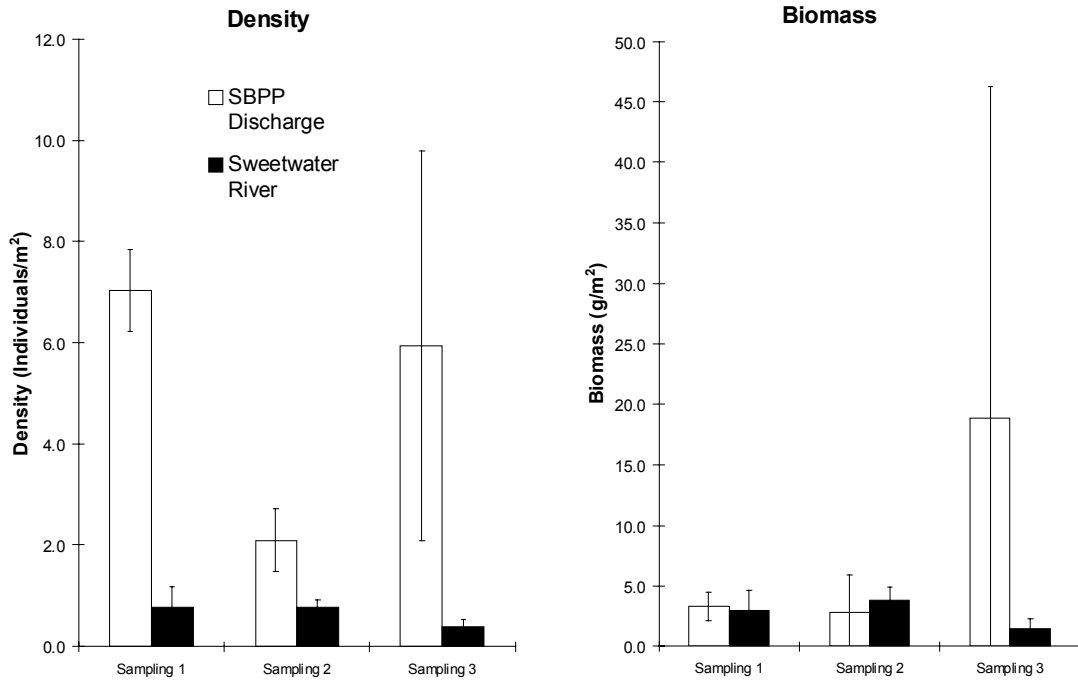 Density
12.0
10.0
8.0
6.0
4.0
2.0
0.0
Density (Individuals/m²)
SBPP
Discharge
Sweetwater
River
Sampling 1
Sampling 2
Sampling 3
Biomass
50.0
45.0
40.0
35.0
30.0
25.0
20.0
15.0
10.0
5.0
0.0
Biomass (g/m²)
Sampling 1
Sampling 2
Sampling 3